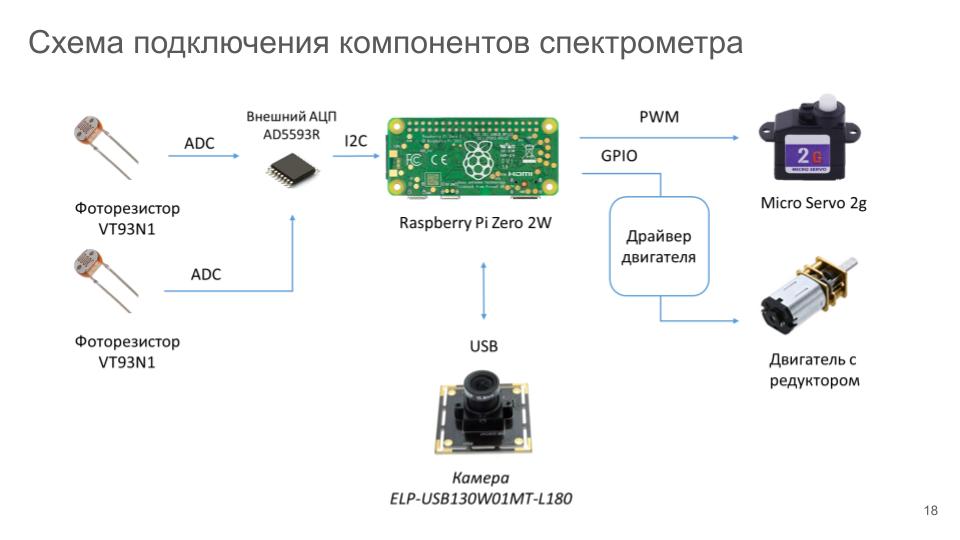 Схема подключения компонентов спектрометра
Внешний АЦП
AD5593R
ADC
I2C
PWM
GPIO
HDMI
2G
MICRO SERVO
Фоторезистор
VT93N1
Raspberry Pi Zero 2W
Micro Servo 2g
Драйвер
двигателя
ADC
Фоторезистор
VT93N1
USB
Двигатель с
редуктором
Камера
ELP-USB130W01MT-L180
18